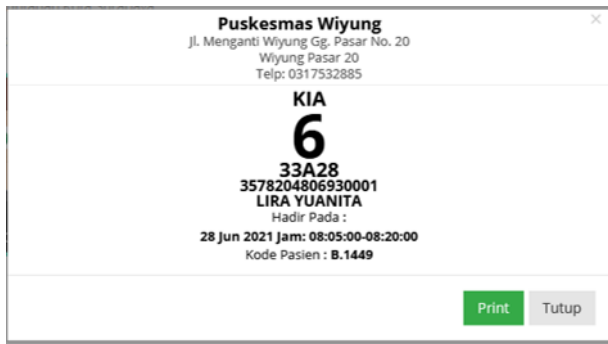 Puskesmas Wiyung
×
Jl. Menganti Wiyung Gg. Pasar No. 20
Wiyung Pasar 20
Telp: 0317532885
KIA
6
33A28
3578204806930001
LIRA YUANITA
Hadir Pada :
28 Jun 2021 Jam: 08:05:00-08:20:00
Kode Pasien : B.1449
Print Tutup